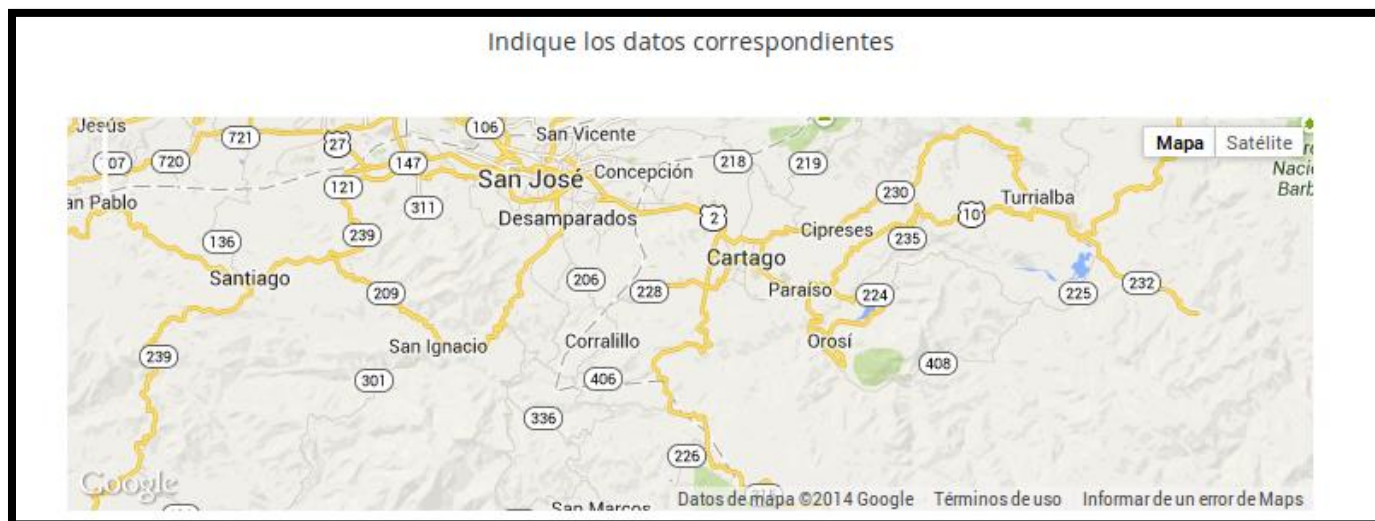 Indique los datos correspondientes
Jesús
721
27
106
San Vicente
Mapa
Satélite
720
147
Concepción
218
219
121
San José
230
Turrialba
an Pablo
311
Desamparados
2
10
136
239
Cipreses
235
Santiago
Cartago
206
209
228
Paraíso
224
225
232
San Ignacio
Corralillo
Orosí
239
301
406
408
336
226
Google
San Marcos
Datos de mapa ©2014 Google
Términos de uso
Informar de un error de Maps